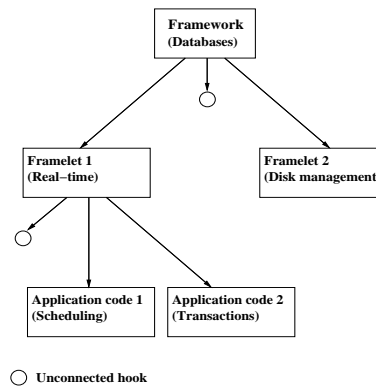 Framework
(Databases)
Framelet 1
(Real-time)
Framelet 2
(Disk management
Application code 1
(Scheduling)
Application code 2
(Transactions)
Unconnected hook